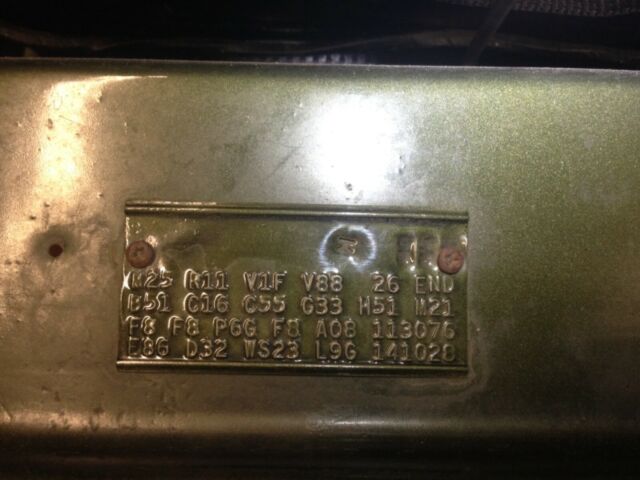 M25 R11 V1F V88 26 END
B51 C16 C55 G33 H51 M21
F8 F8 P6G F8 A08 113076
E8G D32 WS23 L9G 141028